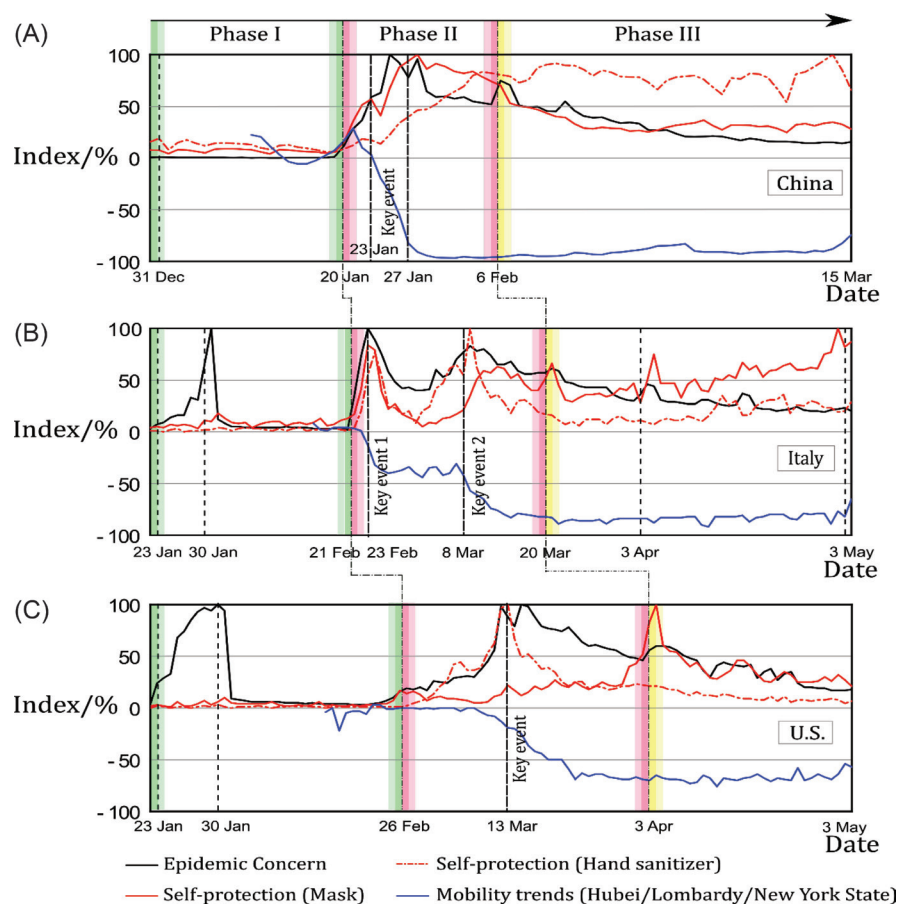 (A)
Phase I
Phase II
Phase III
100
50
Index/%
0
- 50
- 100
Key event
23 Jan
China
31 Dec
20 Jan
27 Jan
6 Feb
15 Mar
Date
(B)
100
50
Index/%
0
- 50
- 100
Key event 1
Key event 2
Italy
23 Jan
30 Jan
21 Feb
23 Feb
8 Mar
20 Mar
3 Apr
3 May
Date
(C)
100
50
Index/%
0
- 50
- 100
Key event
U.S.
23 Jan
30 Jan
26 Feb
13 Mar
3 Apr
3 May
Date
Epidemic Concern
Self-protection (Hand sanitizer)
Self-protection (Mask)
Mobility trends (Hubei/Lombardy/New York State)